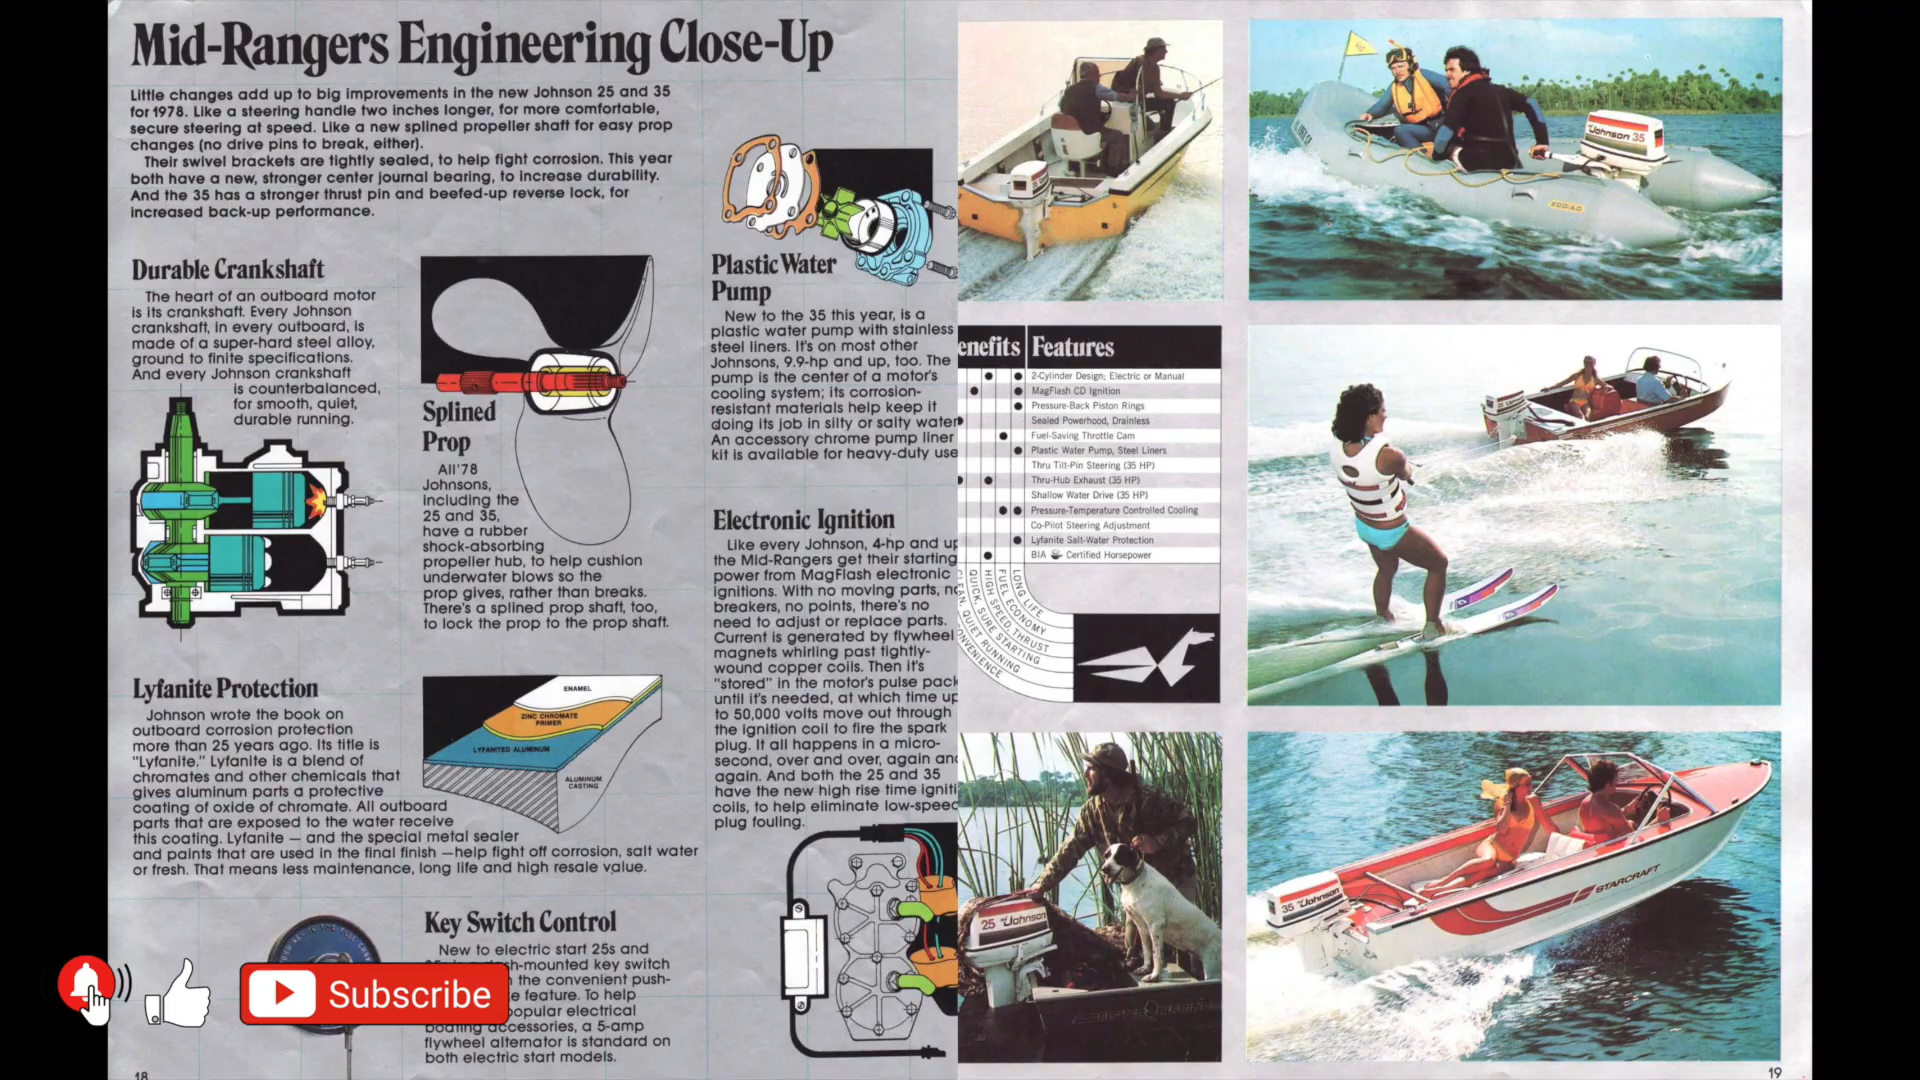 Mid-Rangers Engineering Close-Up
Little changes add up to big improvements in the new Johnson 25 and 35
for 1978. Like a steering handle two inches longer, for more comfortable,
secure steering at speed. Like a new splined propeller shaft for easy prop
changes (no drive pins to break, either).
Their swivel brackets are tightly sealed, to help fight corrosion. This year
both have a new, stronger center journal bearing, to increase durability.
And the 35 has a stronger thrust pin and beefed-up reverse lock, for
increased back-up performance.
Durable Crankshaft
The heart of an outboard motor
is its crankshaft. Every Johnson
crankshaft, in every outboard, is
made of a super-hard steel alloy,
ground to finite specifications.
And every Johnson crankshaft
is counterbalanced,
for smooth, quiet,
durable running.
Splined
Prop
All '78
Johnsons,
including the
25 and 35,
have a rubber
shock-absorbing
propeller hub, to help cushion
underwater blows so the
prop gives, rather than breaks.
There's a splined prop shaft, too,
to lock the prop to the prop shaft.
Lyfanite Protection
Johnson wrote the book on
outboard corrosion protection
more than 25 years ago. Its title is
"Lyfanite." Lyfanite is a blend of
chromates and other chemicals that
gives aluminum parts a protective
coating of oxide of chromate. All outboard
parts that are exposed to the water receive
this coating. Lyfanite — and the special metal sealer
and paints that are used in the final finish — help fight off corrosion, salt water
or fresh. That means less maintenance, long life and high resale value.
ENAMEL
ZINC CHROMATE
PRIMER
LYFANITED ALUMINUM
ALUMINUM
CASTING
Key Switch Control
New to electric start 25s and
h-mounted key switch
the convenient push-
e feature. To help
opular electrical
boating accessories, a 5-amp
flywheel alternator is standard on
both electric start models.
Subscribe
18
Plastic Water
Pump
New to the 35 this year, is a
plastic water pump with stainless
steel liners. It's on most other
Johnsons, 9.9-hp and up, too. The
pump is the center of a motor's
cooling system; its corrosion-
resistant materials help keep it
doing its job in silty or salty water
An accessory chrome pump liner
kit is available for heavy-duty use
Electronic Ignition
Like every Johnson, 4-hp and up
the Mid-Rangers get their starting
power from MagFlash electronic
ignitions. With no moving parts, no
breakers, no points, there's no
need to adjust or replace parts.
Current is generated by flywheel
magnets whirling past tightly-
wound copper coils. Then it's
"stored" in the motor's pulse pack
until it's needed, at which time up
to 50,000 volts move out through
the ignition coil to fire the spark
plug. It all happens in a micro-
second, over and over, again and
again. And both the 25 and 35
have the new high rise time igniti
coils, to help eliminate low-speed
plug fouling.
enefits Features
2-Cylinder Design; Electric or Manual
MagFlash CD Ignition
Pressure-Back Piston Rings
Sealed Powerhood, Drainless
Fuel-Saving Throttle Cam
Plastic Water Pump, Steel Liners
Thru Tilt-Pin Steering (35 HP)
Thru-Hub Exhaust (35 HP)
Shallow Water Drive (35 HP)
Pressure-Temperature Controlled Cooling
Co-Pilot Steering Adjustment
Lyfanite Salt-Water Protection
BIA Certified Horsepower
LONG LIFE
FUEL ECONOMY
HIGH SPEED THRUST
QUICK, SURE STARTING
EAN, QUIET RUNNING
ONVENIENCE
Johnson 35
ZODIAC
25 Johnson
35 Johnson
STARCRAFT
19